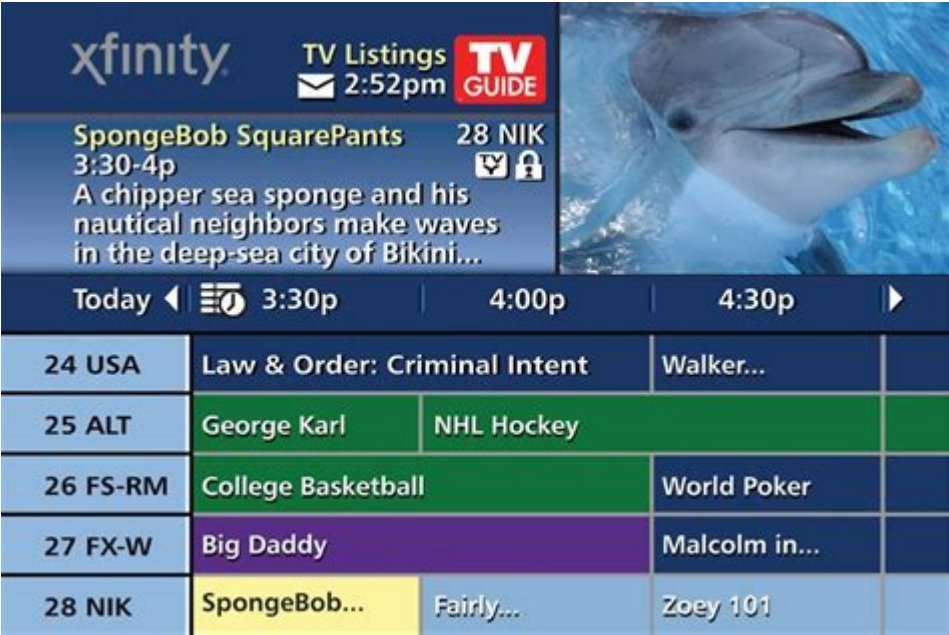 xfinity
TV Listings
2:52pm
TV
GUIDE
SpongeBob SquarePants 28 NIK
3:30-4p
TV
A chipper sea sponge and his
nautical neighbors make waves
in the deep-sea city of Bikini...
Today 3:30p 4:00p 4:30p
24 USA Law & Order: Criminal Intent Walker...
25 ALT George Karl NHL Hockey
26 FS-RM College Basketball World Poker
27 FX-W Big Daddy Malcolm in...
28 NIK SpongeBob... Fairly... Zoey 101